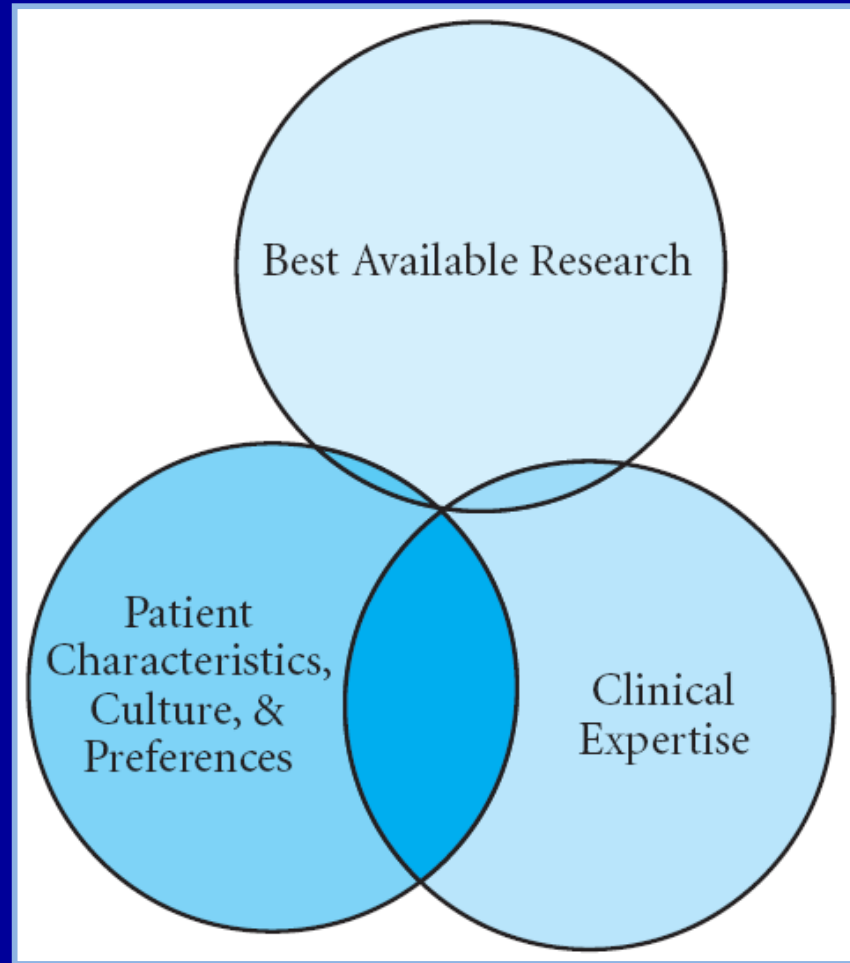 Best Available Research
Patient
Characteristics,
Culture, &
Preferences
Clinical
Expertise